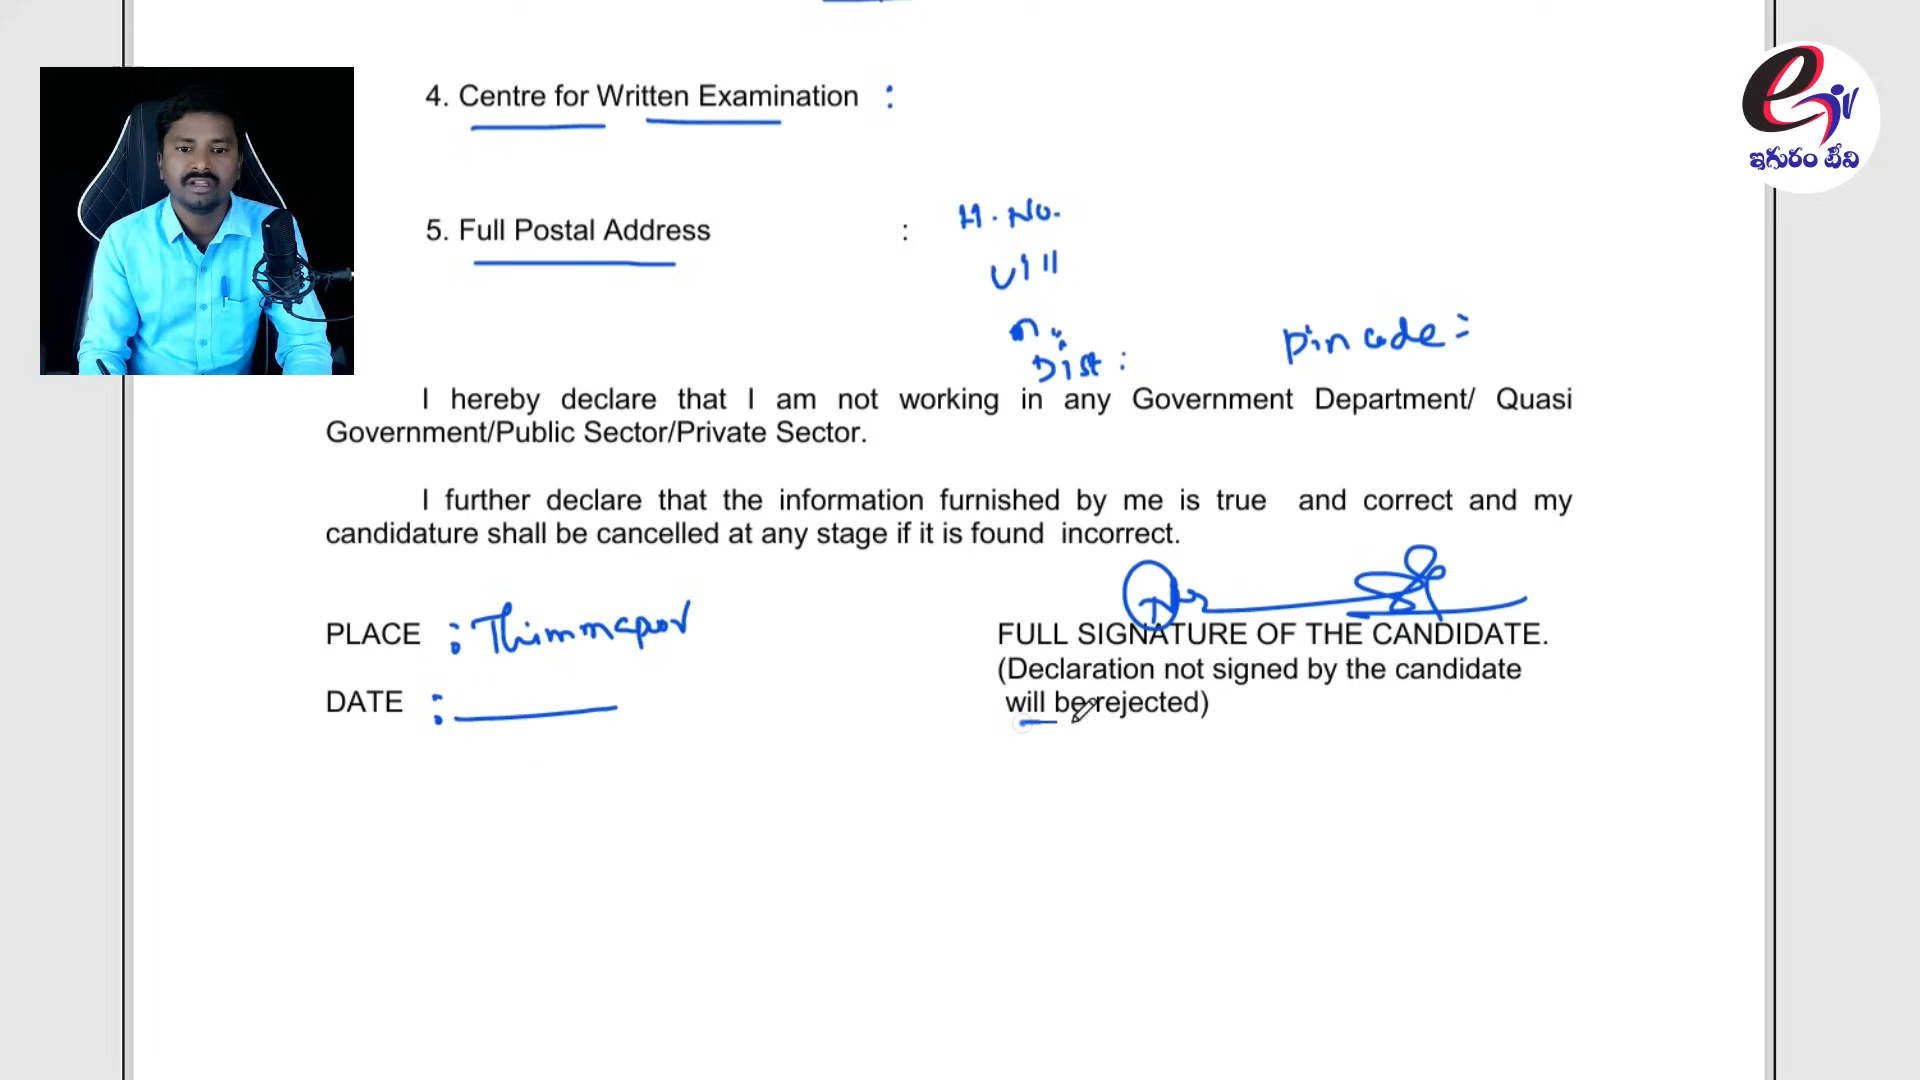 4. Centre for Written Examination :
ఇగురం టీవి
H. No.
5. Full Postal Address :
Vill
Dist :
Pin code :
I hereby declare that I am not working in any Government Department/ Quasi
Government/Public Sector/Private Sector.
I further declare that the information furnished by me is true and correct and my
candidature shall be cancelled at any stage if it is found incorrect.
PLACE : Thimmapur
FULL SIGNATURE OF THE CANDIDATE.
(Declaration not signed by the candidate
DATE :
will be rejected)